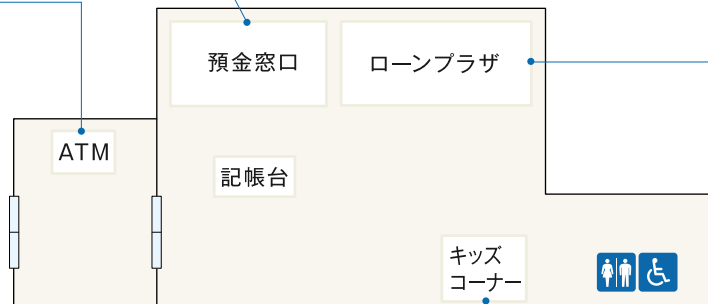 預金窓口
ローンプラザ
ATM
記帳台
キッズ
コーナー